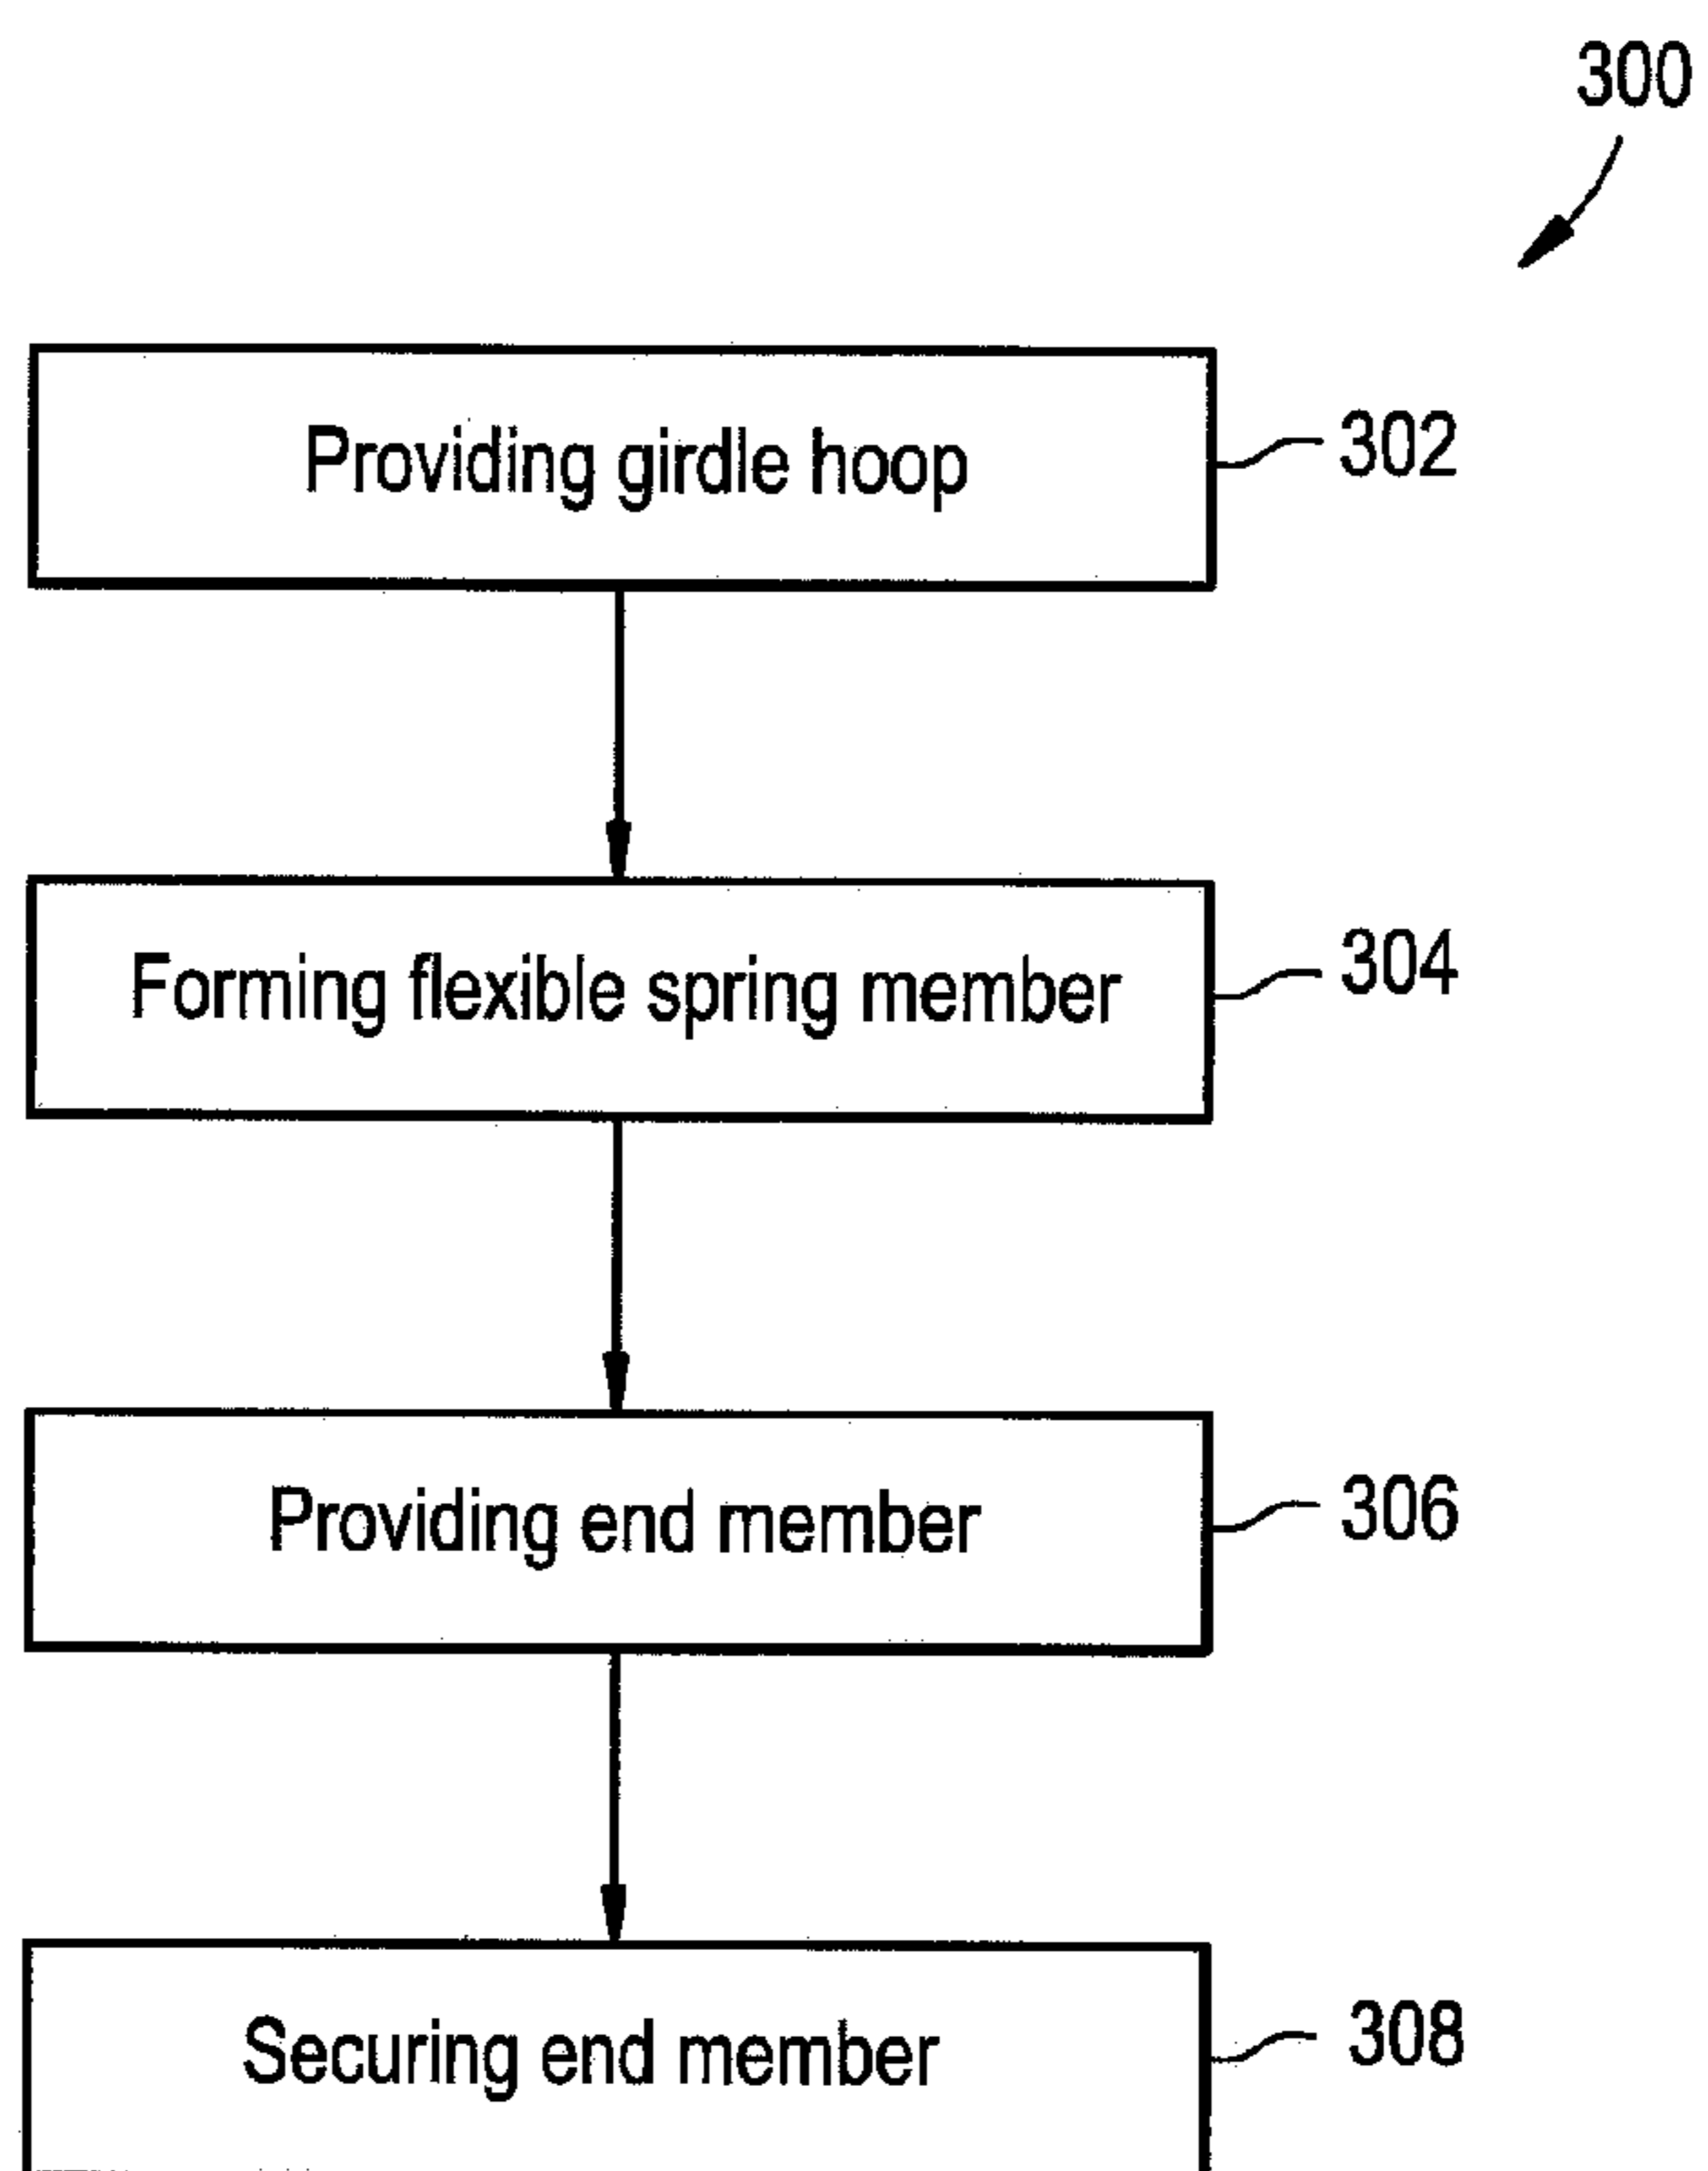 300
Providing girdle hoop
302
Forming flexible spring member
304
Providing end member
306
Securing end member
308